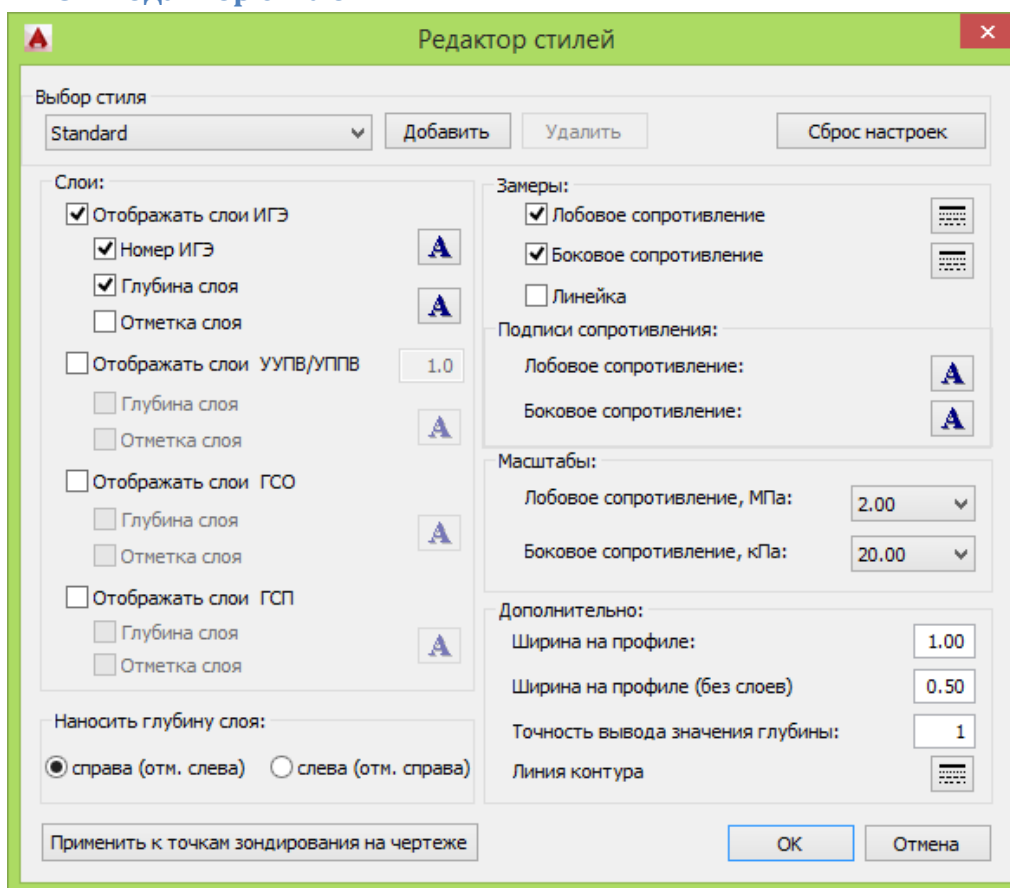 Редактор стилей
Выбор стиля
Standard
Добавить
Удалить
Сброс настроек
Слои:
Отображать слои ИГЭ
Номер ИГЭ
Глубина слоя
Отметка слоя
Отображать слои УУПВ/УППВ
1.0
Глубина слоя
Отметка слоя
Отображать слои ГСО
Глубина слоя
Отметка слоя
Отображать слои ГСП
Глубина слоя
Отметка слоя
Наносить глубину слоя:
справа (отм. слева)
слева (отм. справа)
Замеры:
Лобовое сопротивление
Боковое сопротивление
Линейка
Подписи сопротивления:
Лобовое сопротивление:
A
Боковое сопротивление:
A
Масштабы:
Лобовое сопротивление, МПа:
2.00
Боковое сопротивление, кПа:
20.00
Дополнительно:
Ширина на профиле:
1.00
Ширина на профиле (без слоев)
0.50
Точность вывода значения глубины:
1
Линия контура
Применить к точкам зондирования на чертеже
ОК
Отмена